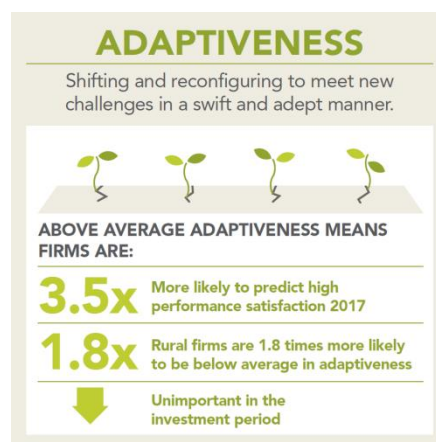 ADAPTIVENESS
Shifting and reconfiguring to meet new
challenges in a swift and adept manner.
ABOVE AVERAGE ADAPTIVENESS MEANS
FIRMS ARE:
3.5x
More likely to predict high
performance satisfaction 2017
1.8x
Rural firms are 1.8 times more likely
to be below average in adaptiveness
Unimportant in the
investment period